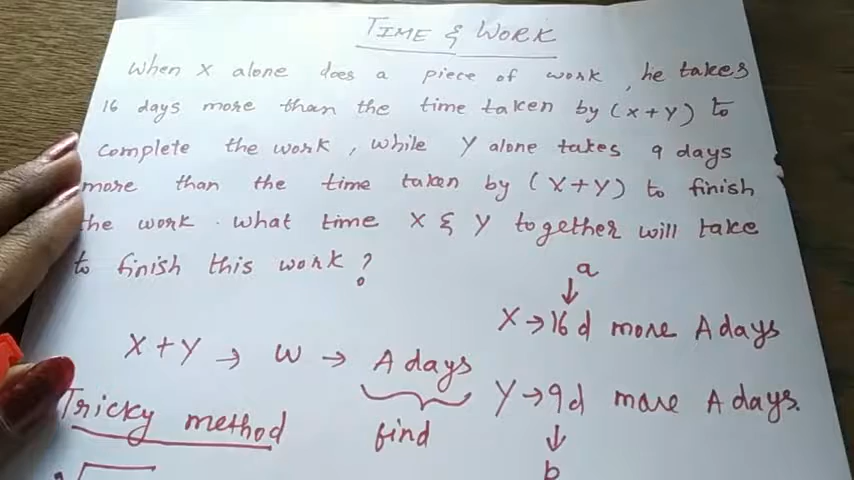 TIME & WORK
When X alone does a piece of work, he takes
16 days more than the time taken by (X+Y) to
complete the work, while Y alone takes 9 days
more than the time taken by (X+Y) to finish
the work. What time X & Y together will take
to finish this work?
a
↓
X → 16 d more A days
X + Y → W → A days
Y → 9 d more A days.
Tricky method
find
↓
b